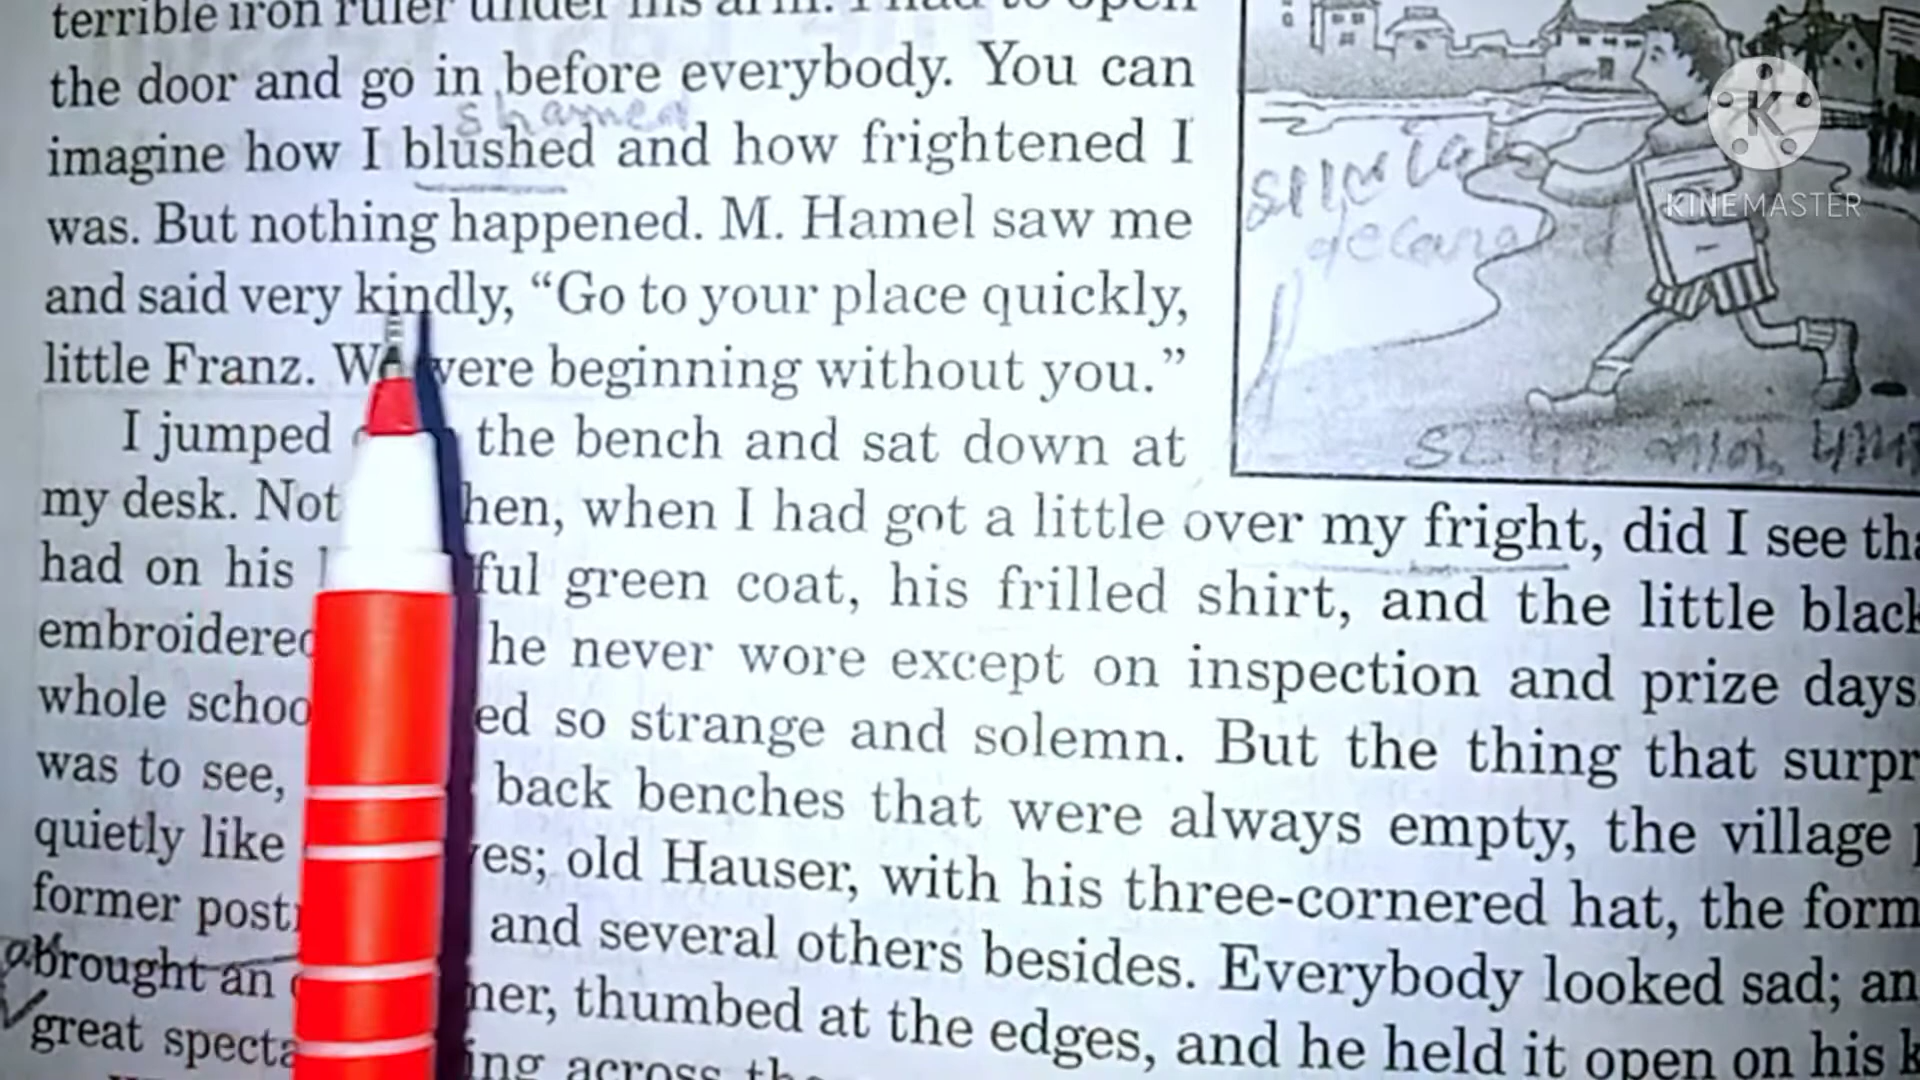 terrible iron ruler under his arm. I had to open
the door and go in before everybody. You can
shamed
imagine how I blushed and how frightened I
was. But nothing happened. M. Hamel saw me
and said very kindly, “Go to your place quickly,
little Franz. We were beginning without you.”
I jumped the bench and sat down at
my desk. Not hen, when I had got a little over my fright, did I see tha
had on his ful green coat, his frilled shirt, and the little black
embroidered he never wore except on inspection and prize days
whole schoo ed so strange and solemn. But the thing that surpr
was to see, back benches that were always empty, the village
quietly like ves; old Hauser, with his three-cornered hat, the form
former post and several others besides. Everybody looked sad; an
brought an mer, thumbed at the edges, and he held it open on his k
great specta ing across the
K
KINEMASTER